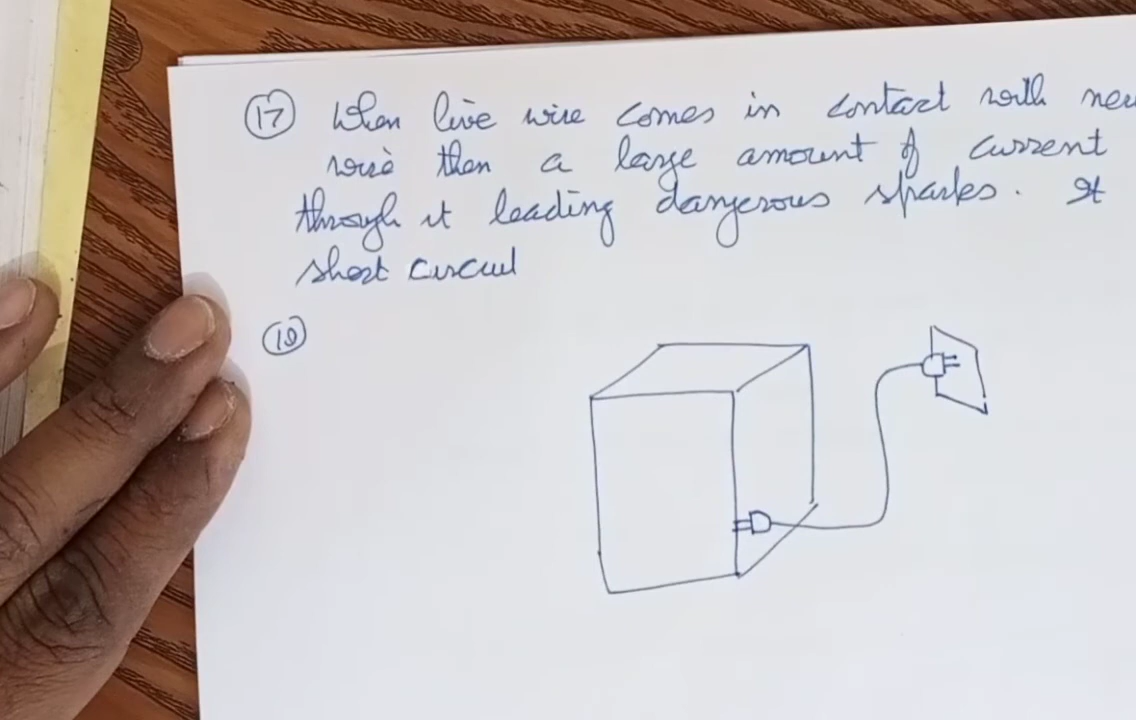 (17) When live wire comes in contact with neu
wire then a large amount of current
through it leading dangerous sparks. It
short circuit
(18)